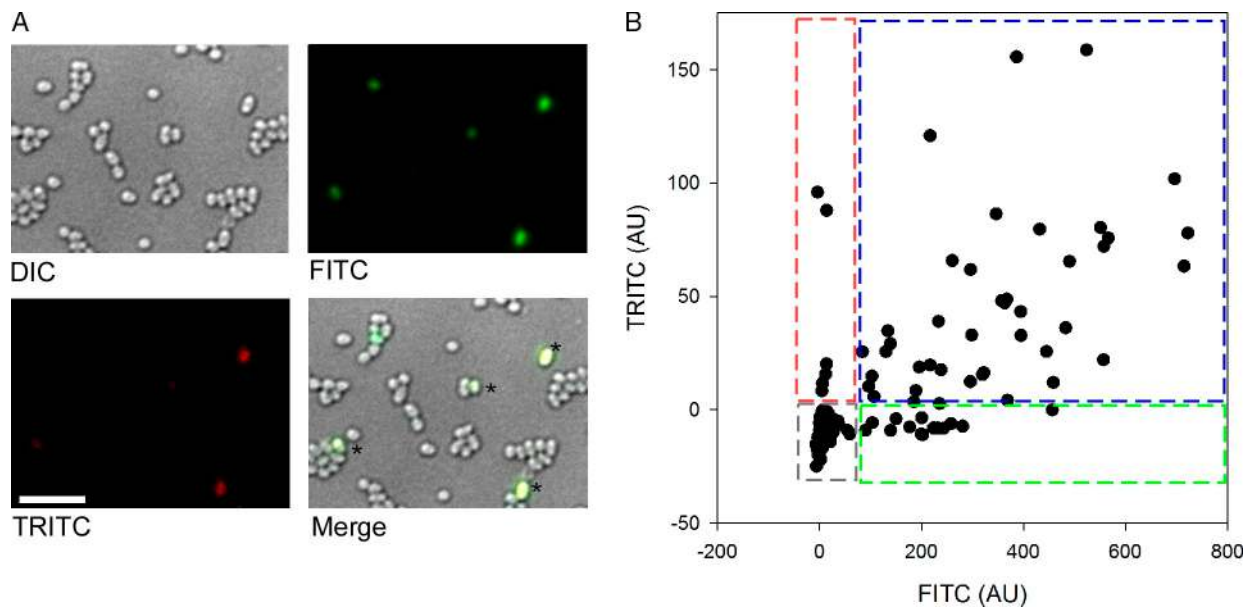 A
DIC
FITC
TRITC
Merge
*
*
*
*
B
TRITC (AU)
150
100
50
0
-50
-200
0
200
400
600
800
FITC (AU)